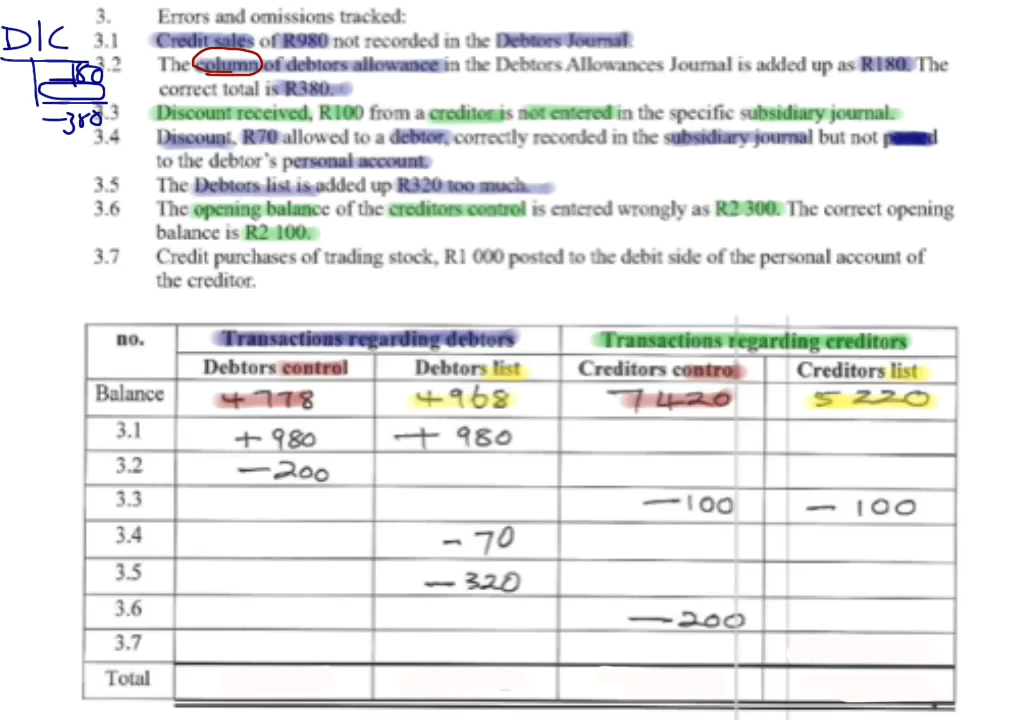 3. Errors and omissions tracked:
D|C
3.1 Credit sales of R980 not recorded in the Debtors Journal.
3.2 The column of debtors allowance in the Debtors Allowances Journal is added up as R180. The
180
correct total is R380.
-380
3.3 Discount received, R100 from a creditor is not entered in the specific subsidiary journal.
3.4 Discount, R70 allowed to a debtor, correctly recorded in the subsidiary journal but not posted
to the debtor's personal account.
3.5 The Debtors list is added up R320 too much.
3.6 The opening balance of the creditors control is entered wrongly as R2 300. The correct opening
balance is R2 100.
3.7 Credit purchases of trading stock, R1 000 posted to the debit side of the personal account of
the creditor.
no. Transactions regarding debtors Transactions regarding creditors
Debtors control Debtors list Creditors control Creditors list
Balance 4778 4968 7420 5220
3.1 +980 +980
3.2 -200
3.3 -100 -100
3.4 -70
3.5 -320
3.6 -200
3.7
Total